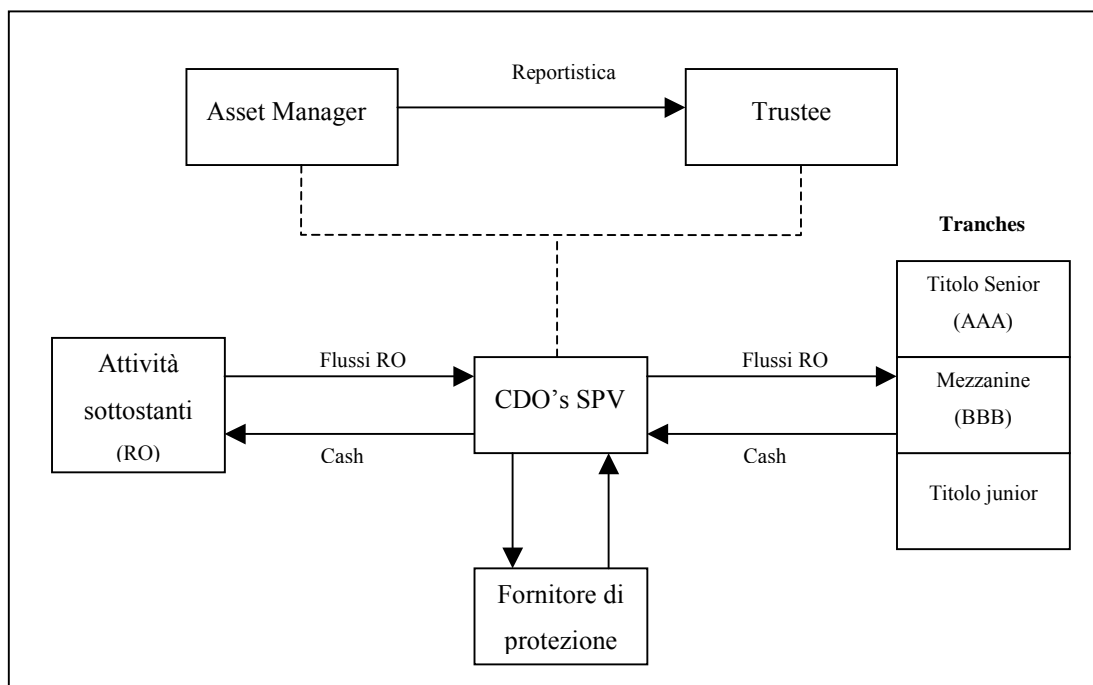 Reportistica
Asset Manager
Trustee
Tranches
Titolo Senior
(AAA)
Attività
sottostanti
(RO)
Flussi RO
CDO’s SPV
Flussi RO
Mezzanine
(BBB)
Cash
Cash
Titolo junior
Fornitore di
protezione